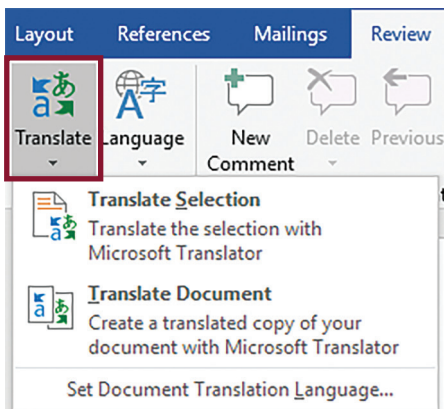 Layout References Mailings Review
Translate Language New Comment Delete Previous
Translate Selection
Translate the selection with
Microsoft Translator
Translate Document
Create a translated copy of your
document with Microsoft Translator
Set Document Translation Language...